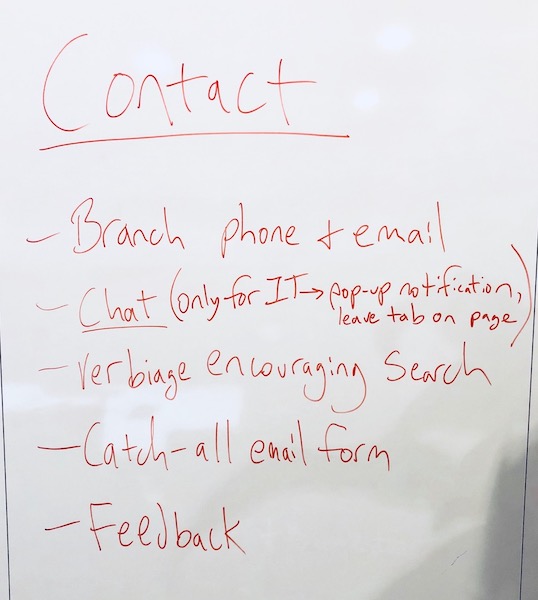 Contact
- Branch phone + email
- Chat (only for IT → pop-up notification,
leave tab on page)
- verbiage encouraging search
- Catch-all email form
- Feedback